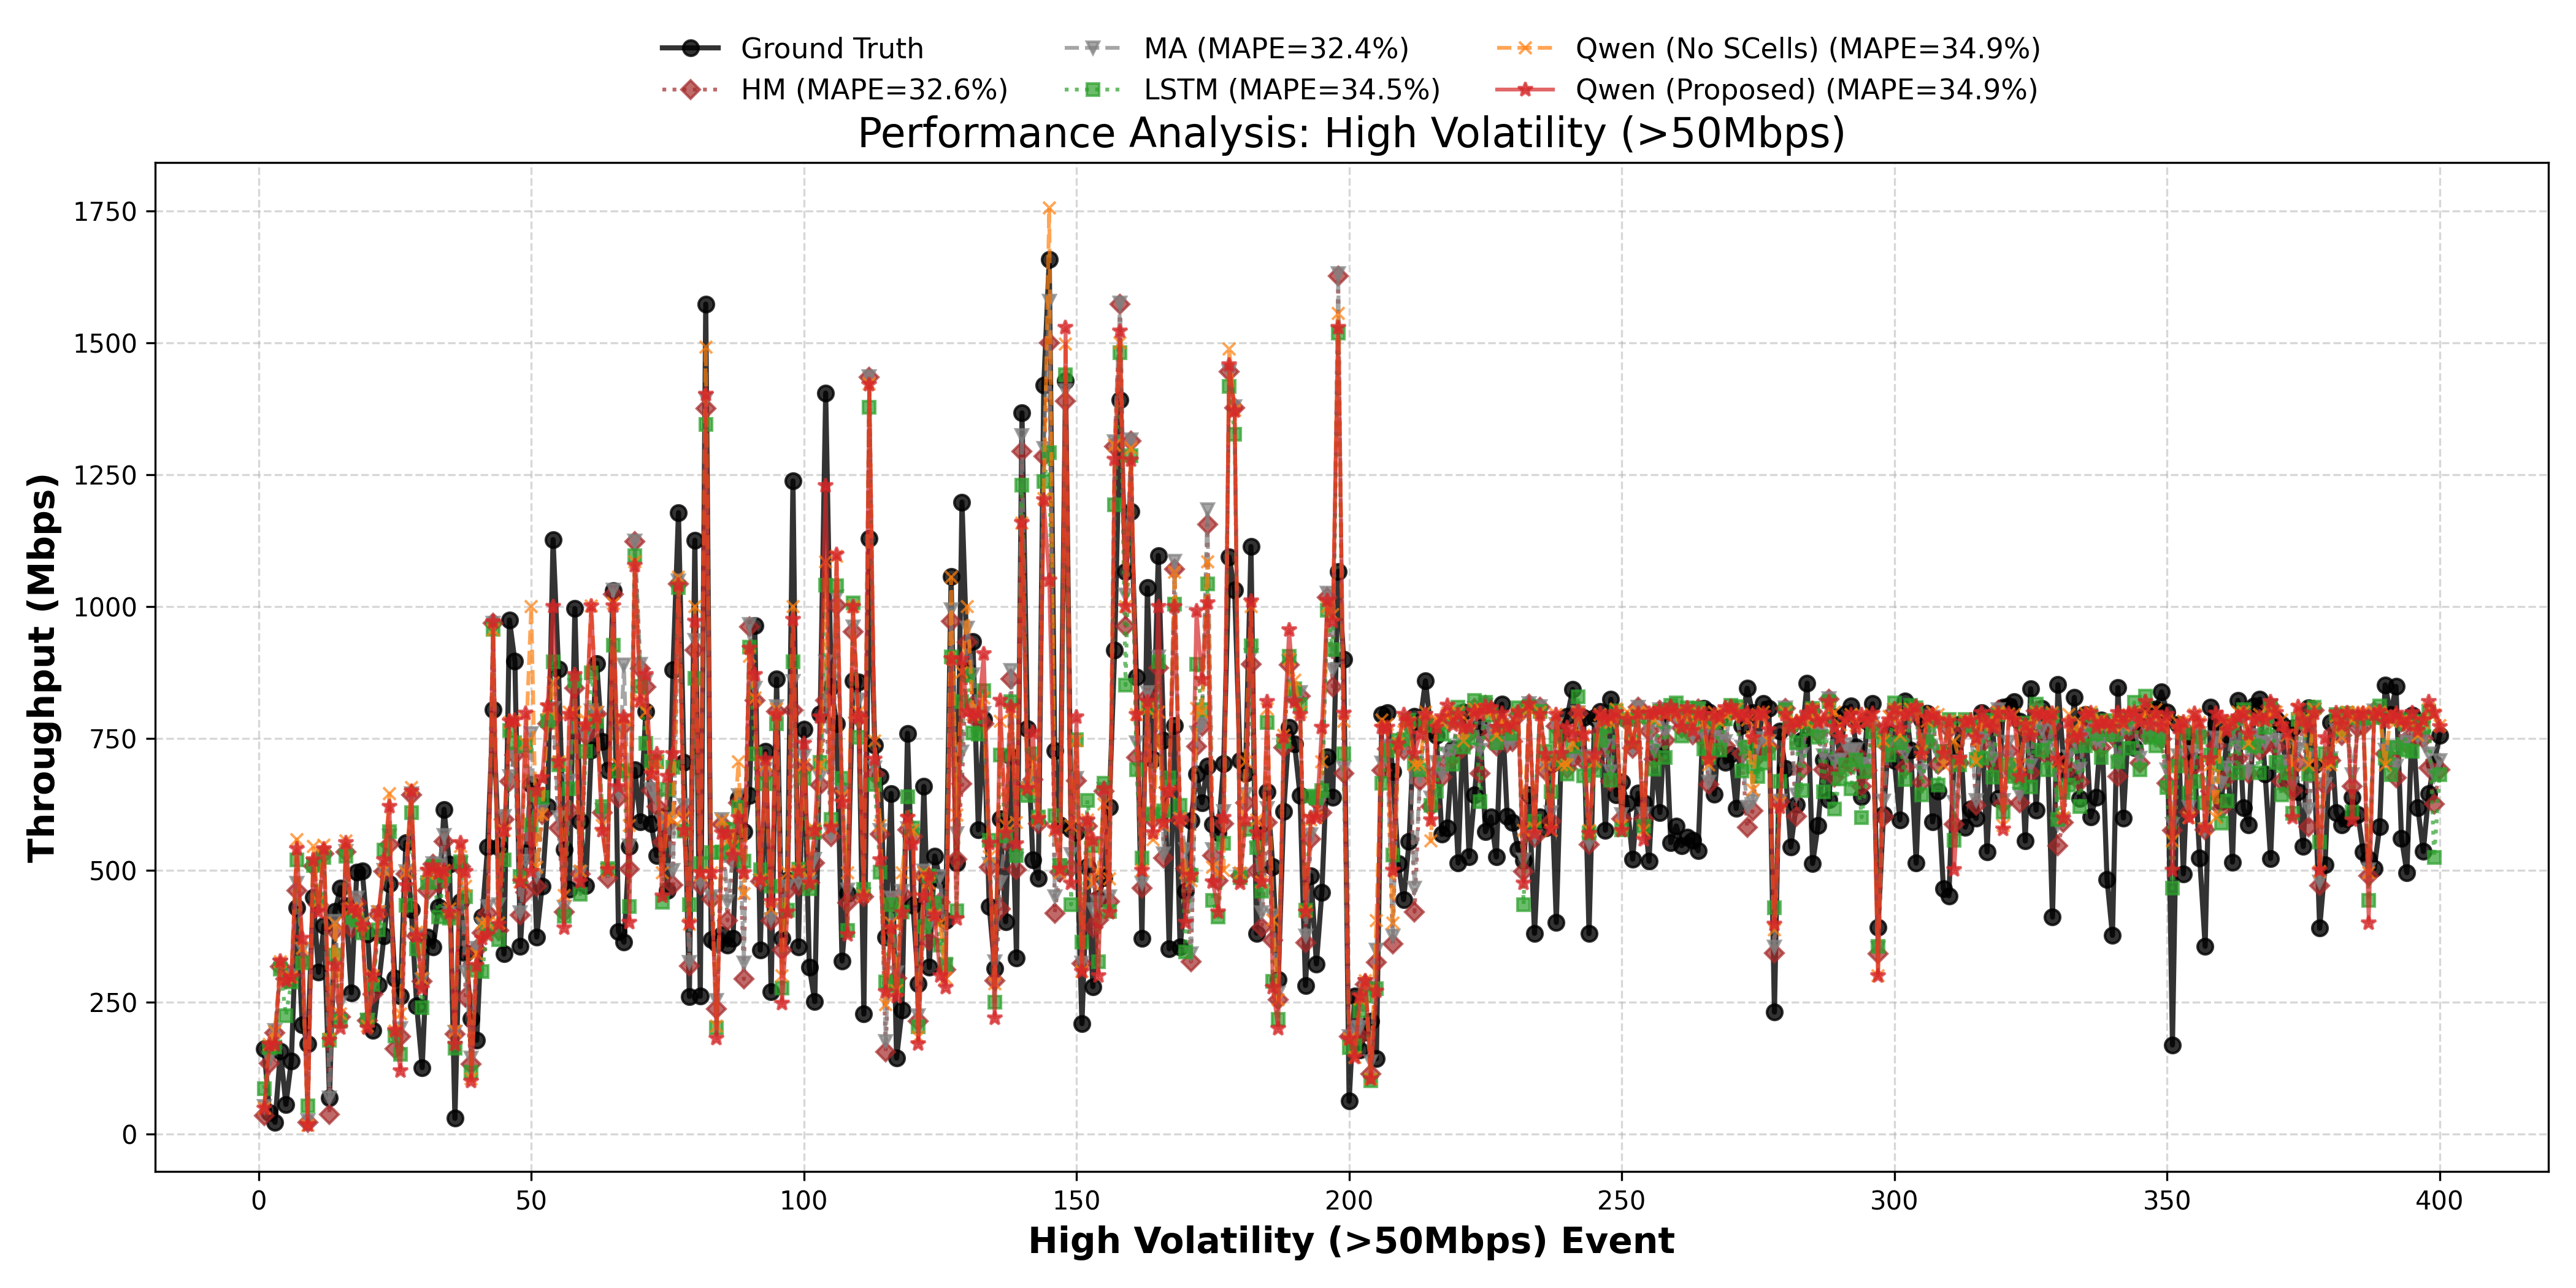 Ground Truth
HM (MAPE=32.6%)
MA (MAPE=32.4%)
LSTM (MAPE=34.5%)
Qwen (No SCells) (MAPE=34.9%)
Qwen (Proposed) (MAPE=34.9%)
Performance Analysis: High Volatility (>50Mbps)
Throughput (Mbps)
1750
1500
1250
1000
750
500
250
0
0 50 100 150 200 250 300 350 400
High Volatility (>50Mbps) Event